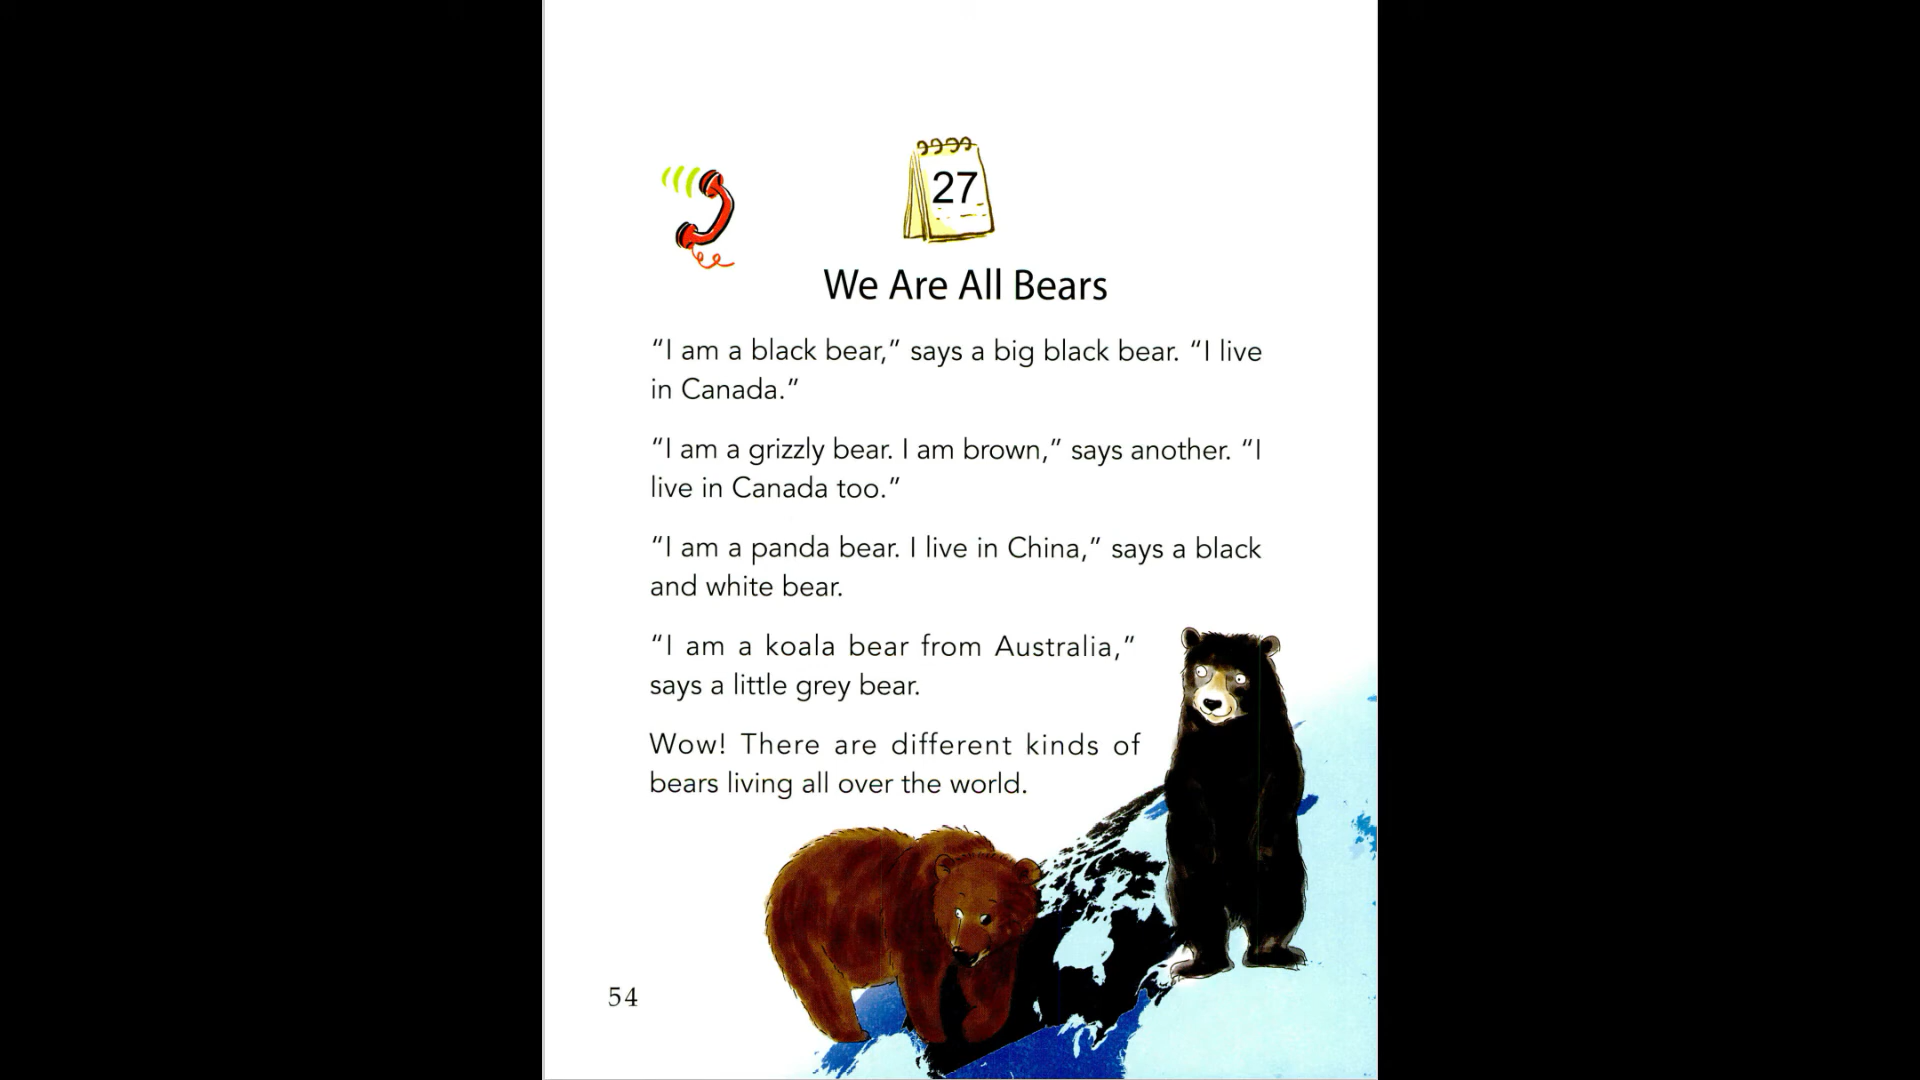 27
We Are All Bears
“I am a black bear,” says a big black bear. “I live
in Canada.”
“I am a grizzly bear. I am brown,” says another. “I
live in Canada too.”
“I am a panda bear. I live in China,” says a black
and white bear.
“I am a koala bear from Australia,”
says a little grey bear.
Wow! There are different kinds of
bears living all over the world.
54